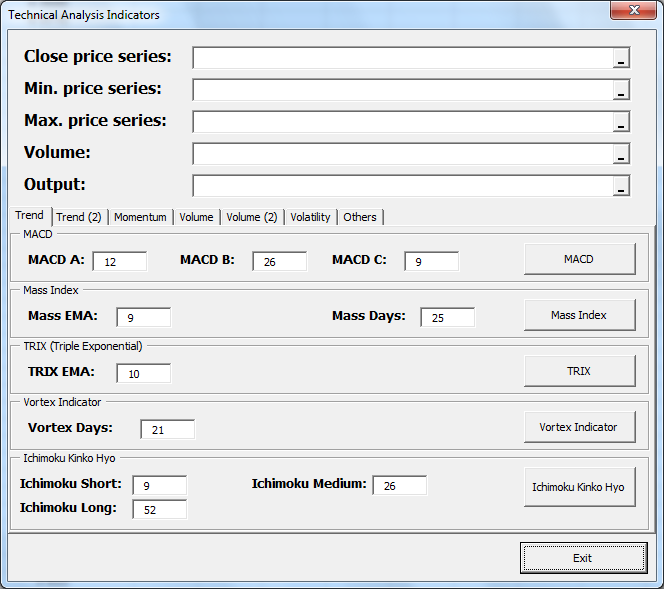 Technical Analysis Indicators
Close price series:
Min. price series:
Max. price series:
Volume:
Output:
Trend Trend (2) Momentum Volume Volume (2) Volatility Others
MACD
MACD A: 12 MACD B: 26 MACD C: 9 MACD
Mass Index
Mass EMA: 9 Mass Days: 25 Mass Index
TRIX (Triple Exponential)
TRIX EMA: 10 TRIX
Vortex Indicator
Vortex Days: 21 Vortex Indicator
Ichimoku Kinko Hyo
Ichimoku Short: 9 Ichimoku Medium: 26 Ichimoku Kinko Hyo
Ichimoku Long: 52
Exit